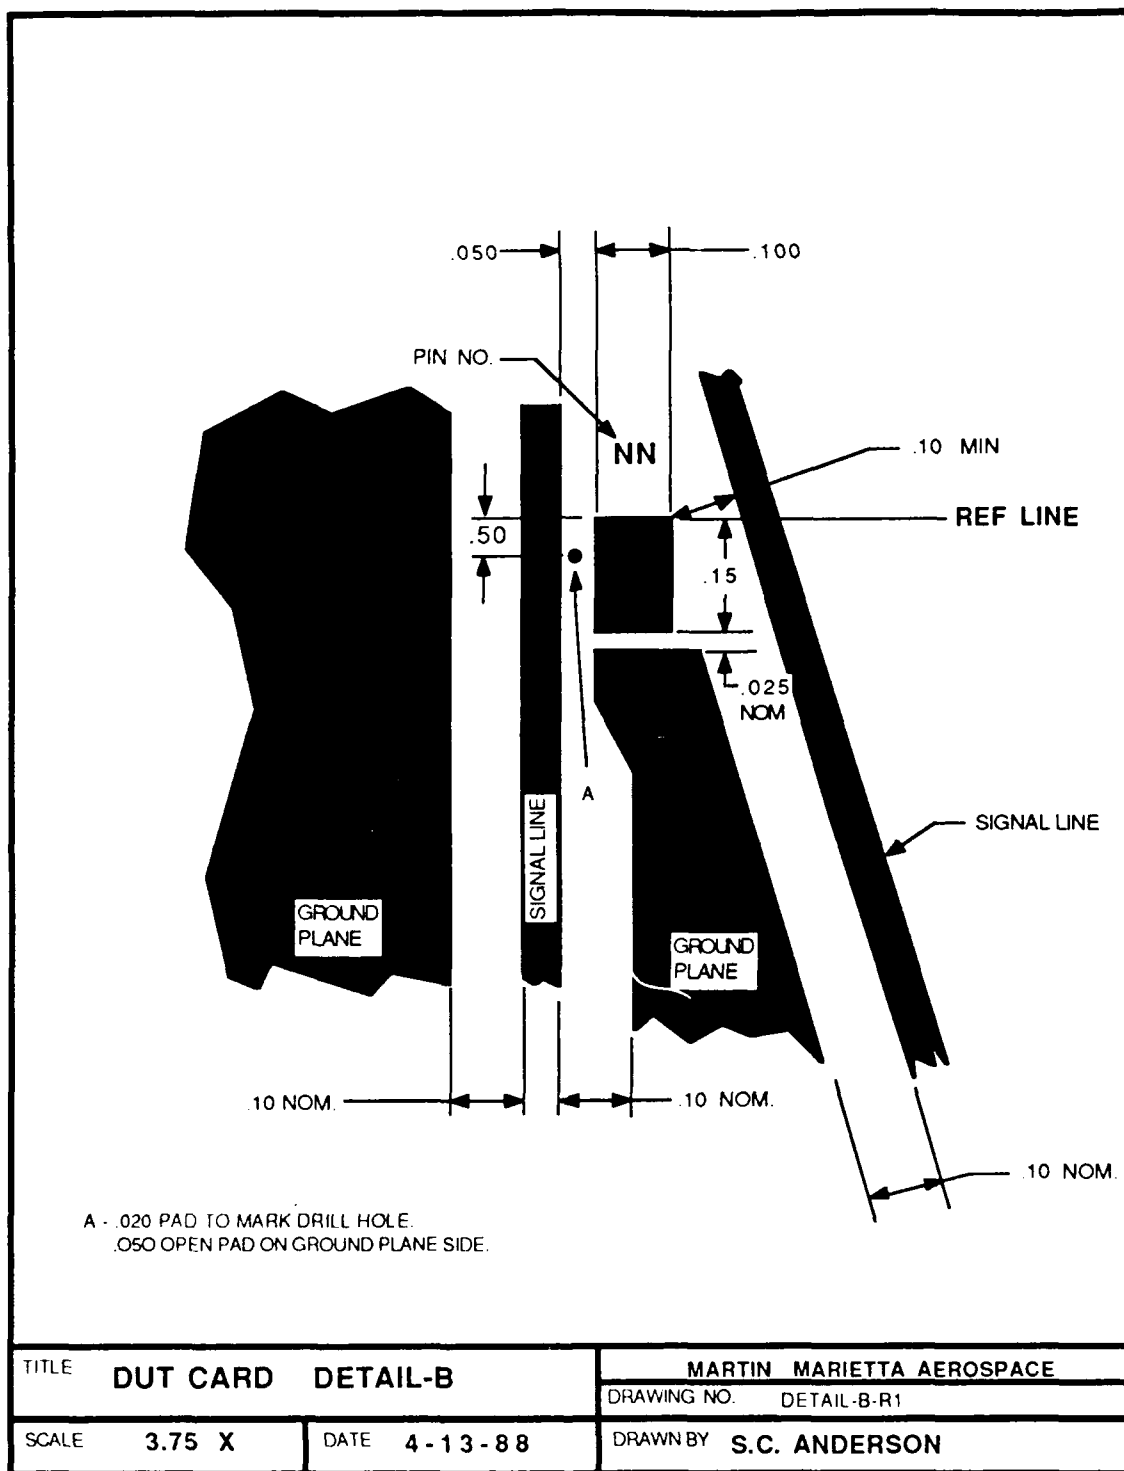 .050
.100
PIN NO.
NN
.10 MIN
REF LINE
.50
.15
.025
NOM
A
SIGNAL LINE
SIGNAL LINE
GROUND
PLANE
GROUND
PLANE
.10 NOM.
.10 NOM.
.10 NOM.
A - .020 PAD TO MARK DRILL HOLE.
.050 OPEN PAD ON GROUND PLANE SIDE.
TITLE DUT CARD DETAIL-B
MARTIN MARIETTA AEROSPACE
DRAWING NO. DETAIL-B-R1
SCALE 3.75 X
DATE 4-13-88
DRAWN BY S.C. ANDERSON